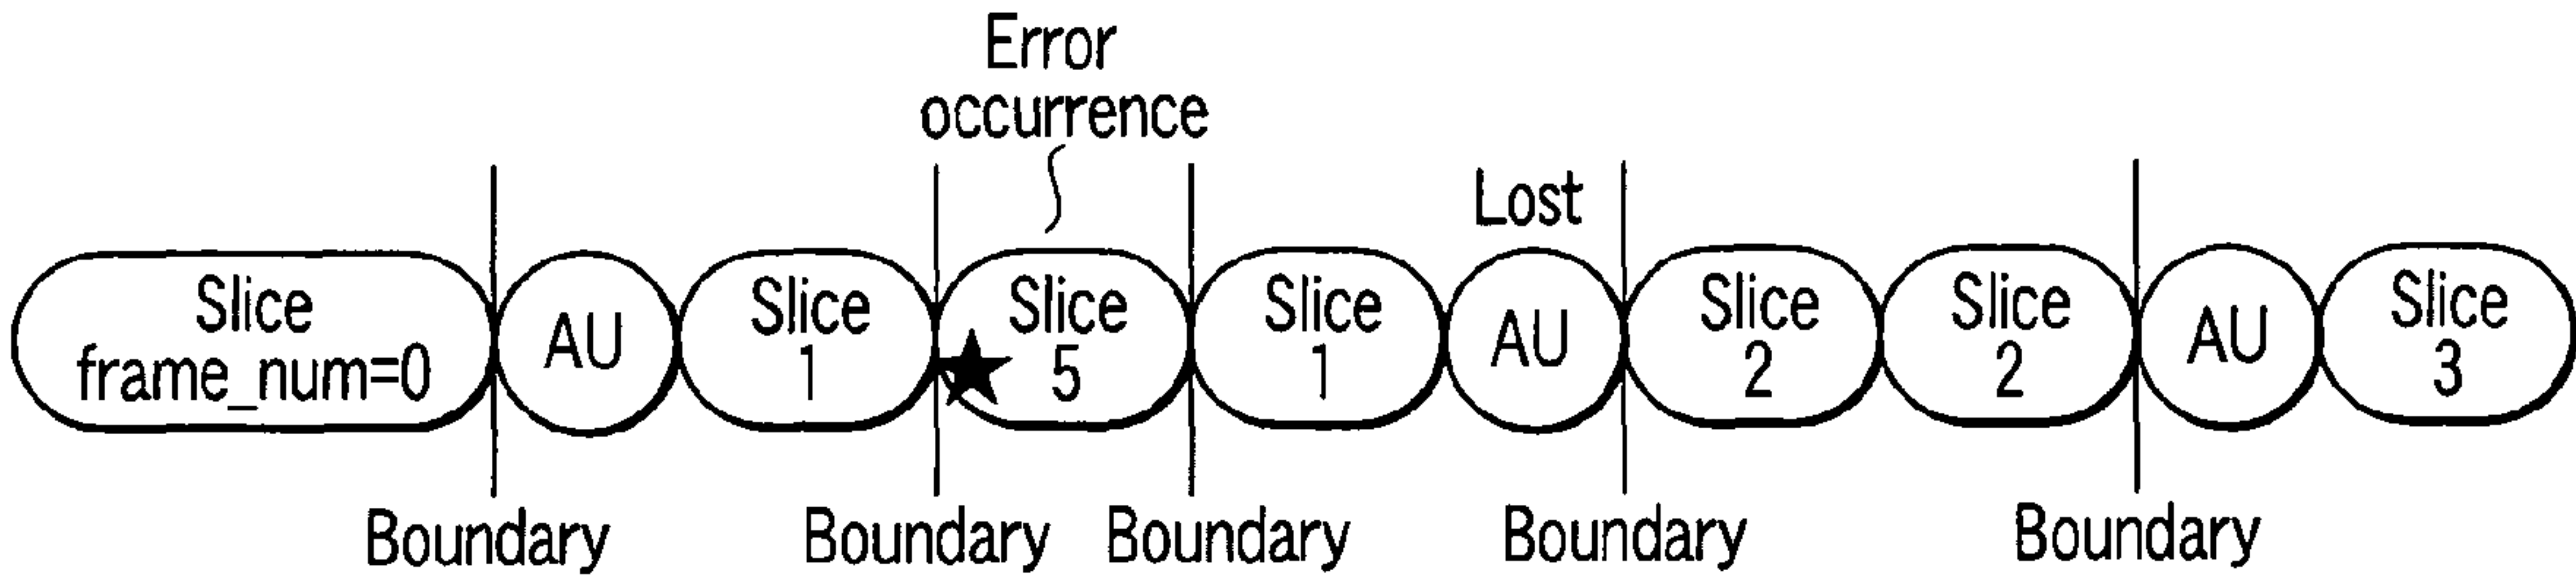 Error
occurrence
Lost
Slice
frame_num=0
AU
Slice
1
Slice
5
Slice
1
AU
Slice
2
Slice
2
AU
Slice
3
Boundary
Boundary
Boundary
Boundary
Boundary